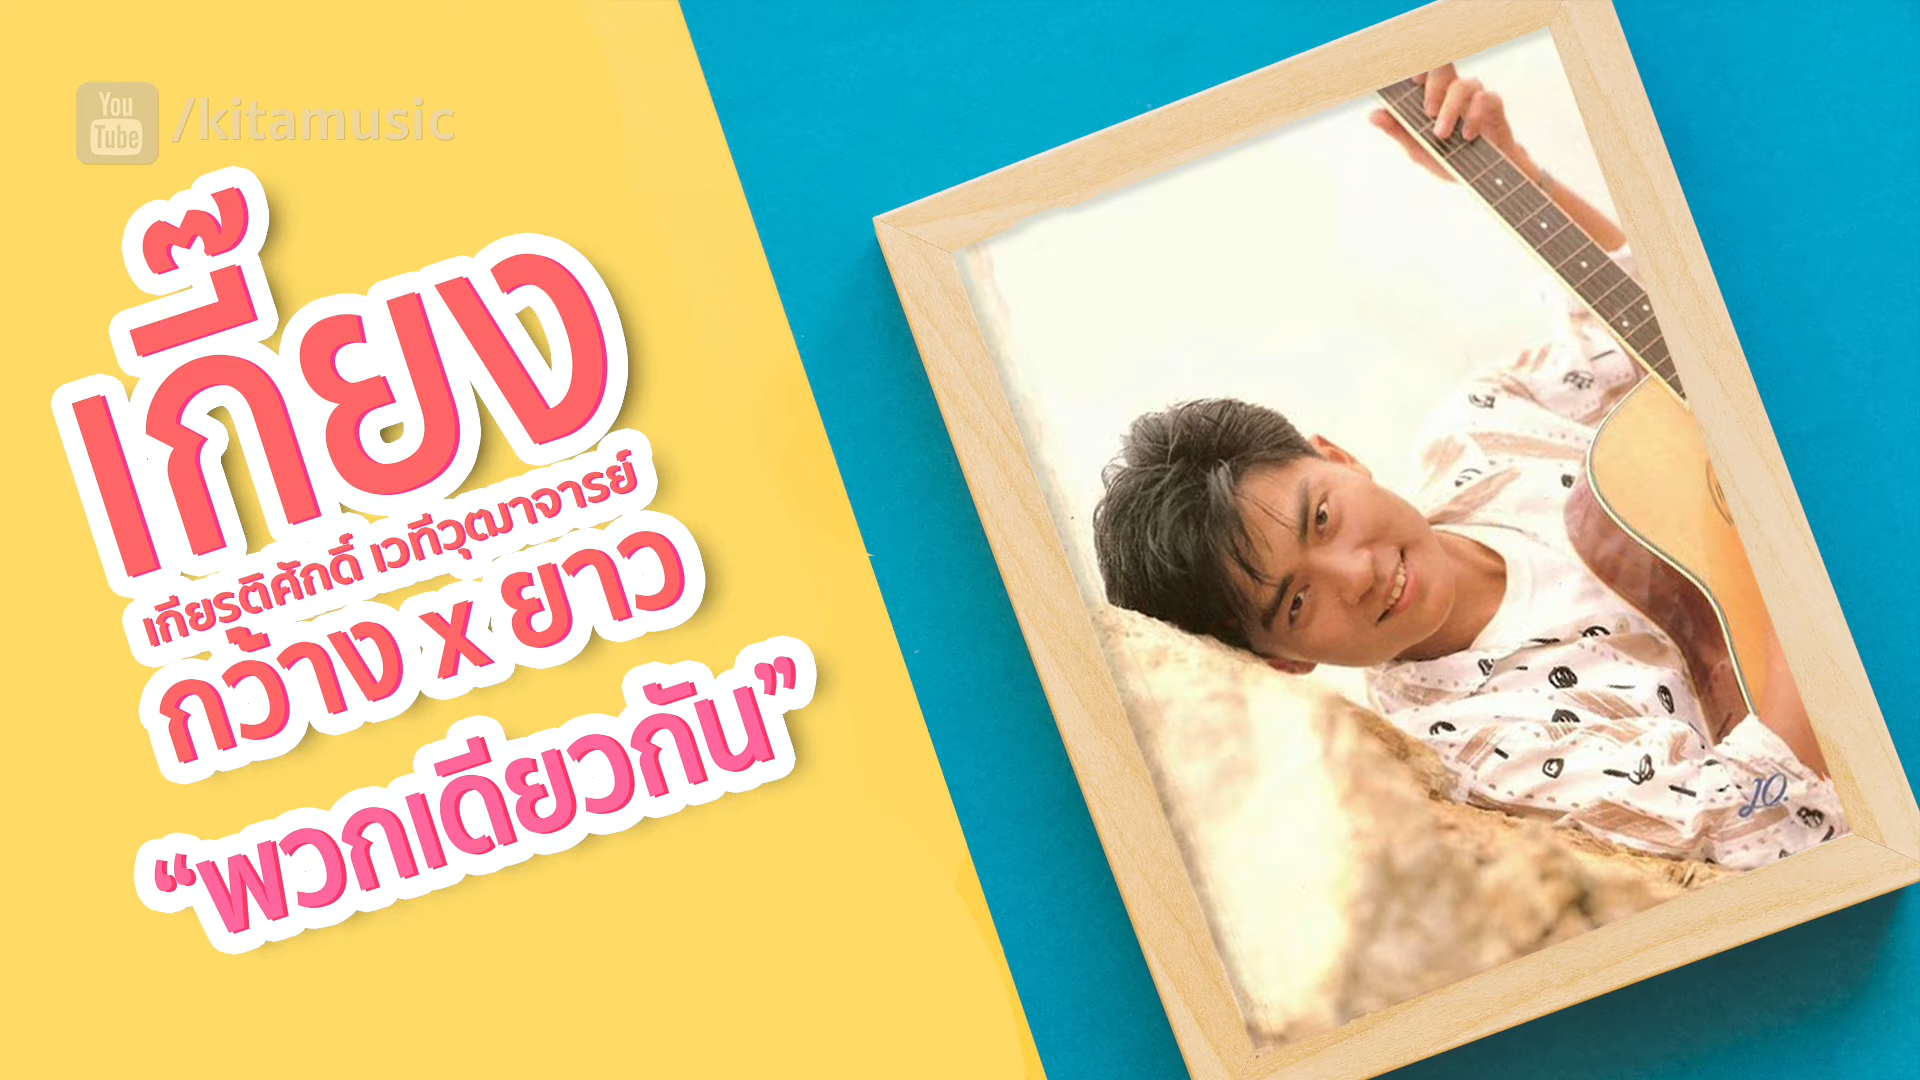 You Tube /kitamusic
เกี๊ยง
เกียรติศักดิ์ เวทีวุฒาจารย์
กว้าง x ยาว
“พวกเดียวกัน”
JO.